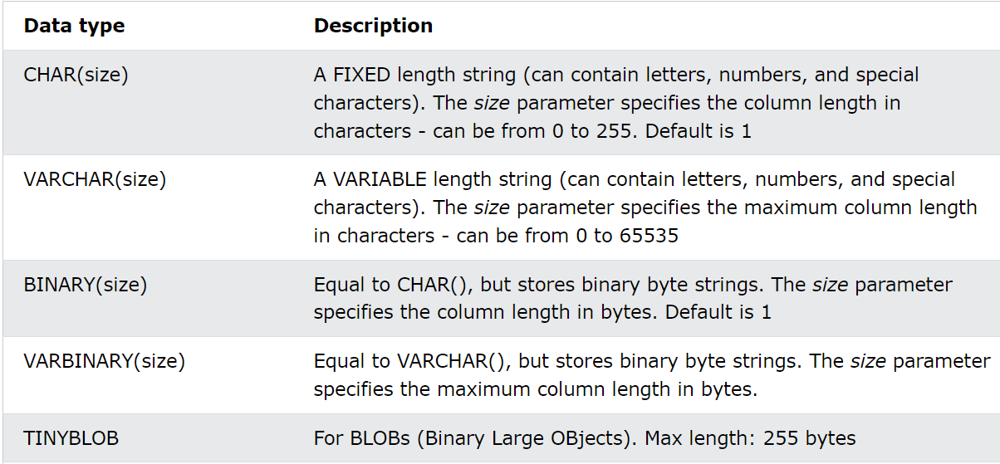 Data type Description
CHAR(size) A FIXED length string (can contain letters, numbers, and special
characters). The size parameter specifies the column length in
characters - can be from 0 to 255. Default is 1
VARCHAR(size) A VARIABLE length string (can contain letters, numbers, and special
characters). The size parameter specifies the maximum column length
in characters - can be from 0 to 65535
BINARY(size) Equal to CHAR(), but stores binary byte strings. The size parameter
specifies the column length in bytes. Default is 1
VARBINARY(size) Equal to VARCHAR(), but stores binary byte strings. The size parameter
specifies the maximum column length in bytes.
TINYBLOB For BLOBs (Binary Large OBjects). Max length: 255 bytes